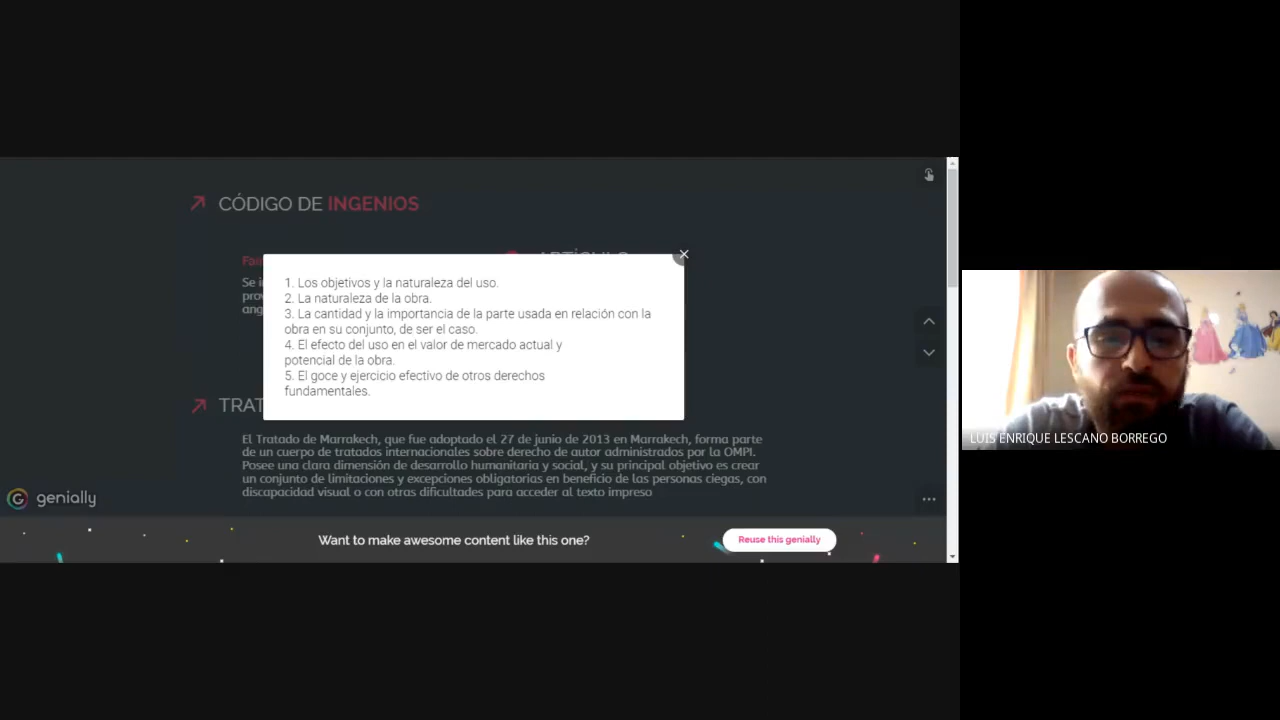 CÓDIGO DE INGENIOS
1. Los objetivos y la naturaleza del uso.
2. La naturaleza de la obra.
3. La cantidad y la importancia de la parte usada en relación con la
obra en su conjunto, de ser el caso.
4. El efecto del uso en el valor de mercado actual y
potencial de la obra.
5. El goce y ejercicio efectivo de otros derechos
fundamentales.
El Tratado de Marrakech, que fue adoptado el 27 de junio de 2013 en Marrakech, forma parte
de un cuerpo de tratados internacionales sobre derecho de autor administrados por la OMPI.
Posee una clara dimensión de desarrollo humanitario y social, y su principal objetivo es crear
un conjunto de limitaciones y excepciones obligatorias en beneficio de las personas ciegas, con
discapacidad visual o con otras dificultades para acceder al texto impreso
genially
Want to make awesome content like this one?
Reuse this genially
LUIS ENRIQUE LESCANO BORREGO